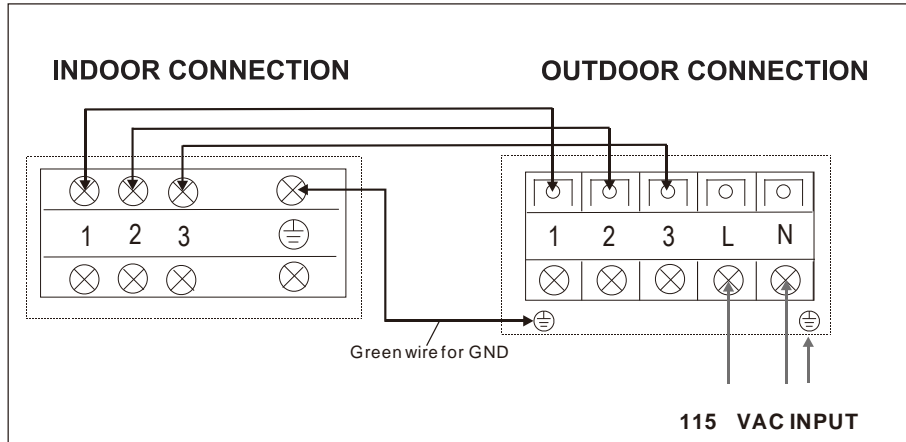 INDOOR CONNECTION
OUTDOOR CONNECTION
1 2 3
1 2 3 L N
Green wire for GND
115 VAC INPUT